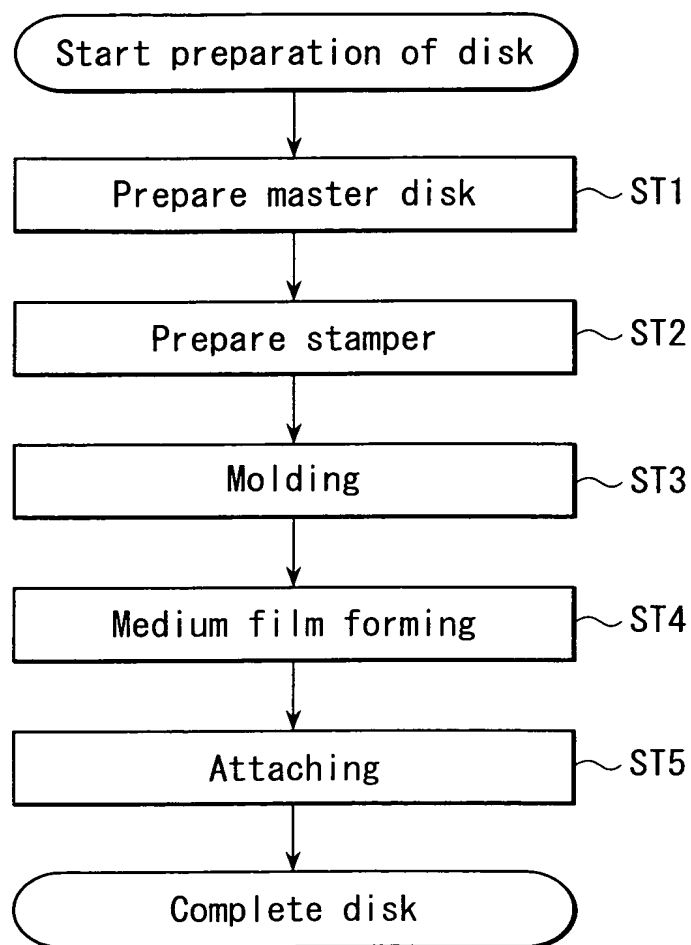 Start preparation of disk
Prepare master disk ST1
Prepare stamper ST2
Molding ST3
Medium film forming ST4
Attaching ST5
Complete disk